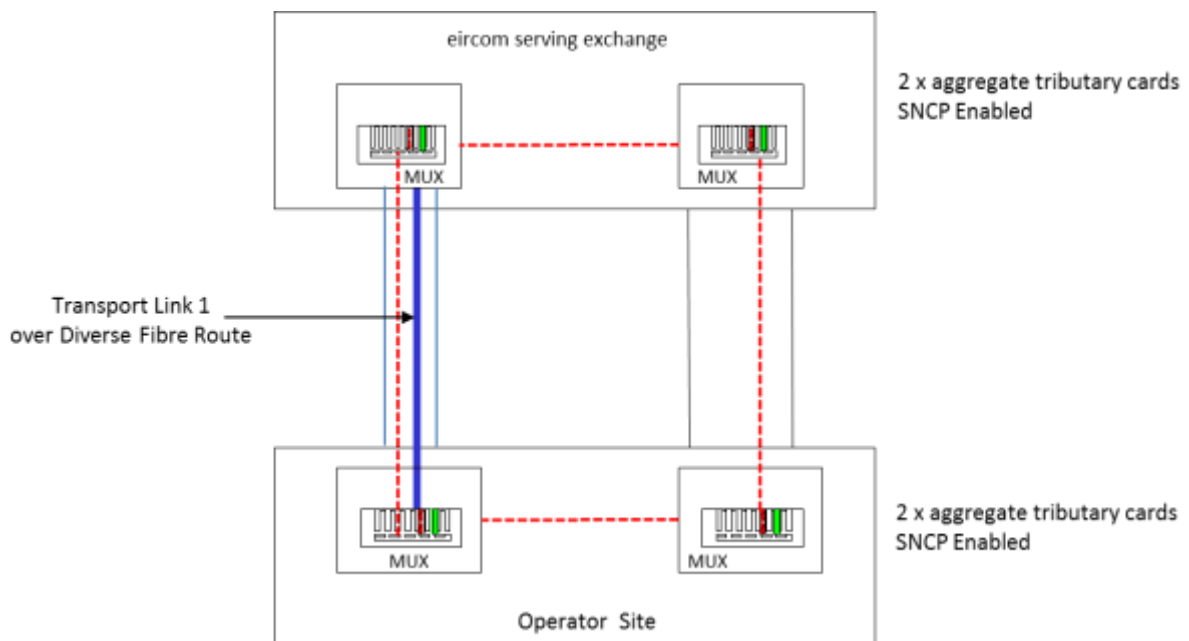 eircom serving exchange
2 x aggregate tributary cards
SNCP Enabled
MUX
MUX
Transport Link 1
over Diverse Fibre Route
2 x aggregate tributary cards
SNCP Enabled
MUX
MUX
Operator Site